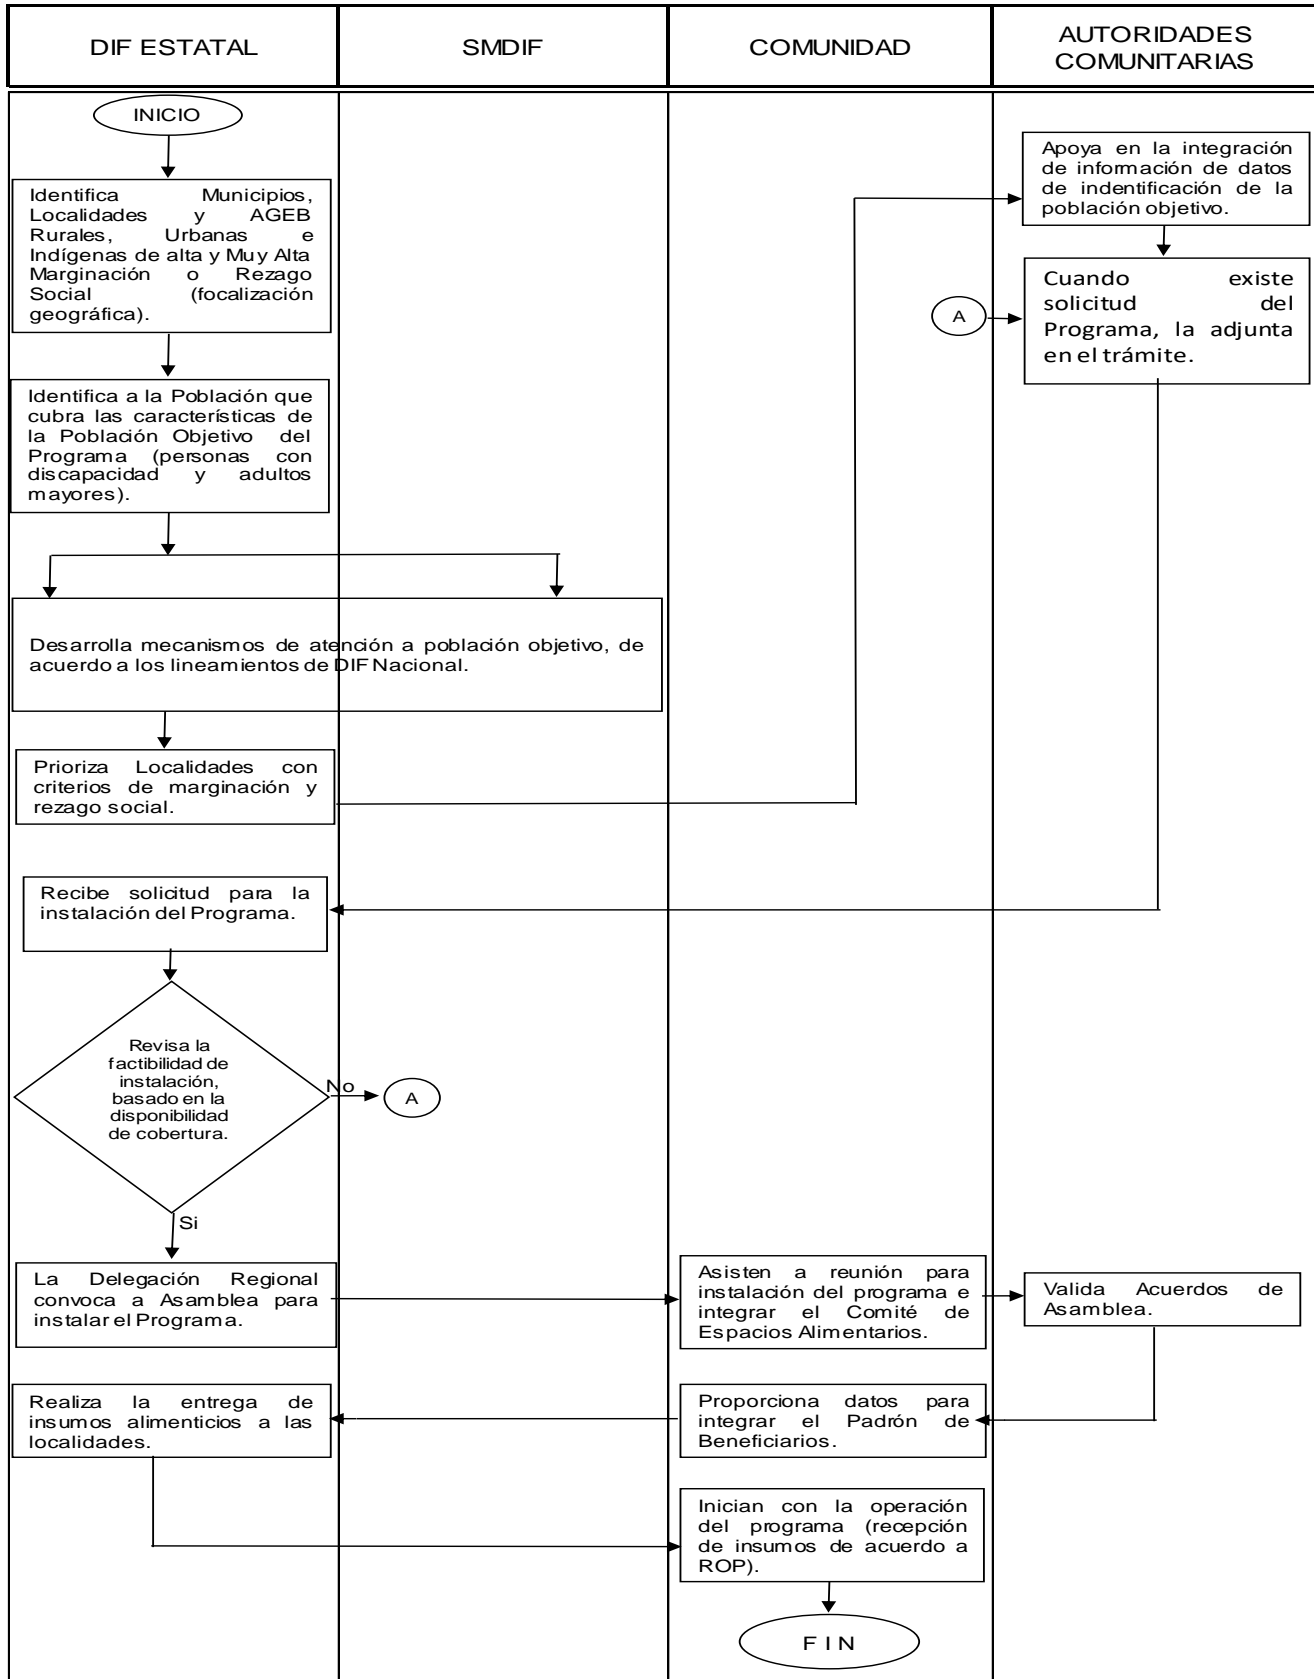 DIF ESTATAL
SMDIF
COMUNIDAD
AUTORIDADES
COMUNITARIAS
INICIO
Identifica Municipios,
Localidades y AGEB
Rurales, Urbanas e
Indígenas de alta y Muy Alta
Marginación o Rezago
Social (focalización
geográfica).
Identifica a la Población que
cubra las características de
la Población Objetivo del
Programa (personas con
discapacidad y adultos
mayores).
Desarrolla mecanismos de atención a población objetivo, de
acuerdo a los lineamientos de DIF Nacional.
Prioriza Localidades con
criterios de marginación y
rezago social.
Apoya en la integración
de información de datos
de indentificación de la
población objetivo.
A
Cuando existe
solicitud del
Programa, la adjunta
en el trámite.
Recibe solicitud para la
instalación del Programa.
Revisa la
factibilidad de
instalación,
basado en la
disponibilidad
de cobertura.
No
A
Si
La Delegación Regional
convoca a Asamblea para
instalar el Programa.
Asisten a reunión para
instalación del programa e
integrar el Comité de
Espacios Alimentarios.
Valida Acuerdos de
Asamblea.
Proporciona datos para
integrar el Padrón de
Beneficiarios.
Realiza la entrega de
insumos alimenticios a las
localidades.
Inician con la operación
del programa (recepción
de insumos de acuerdo a
ROP).
F I N